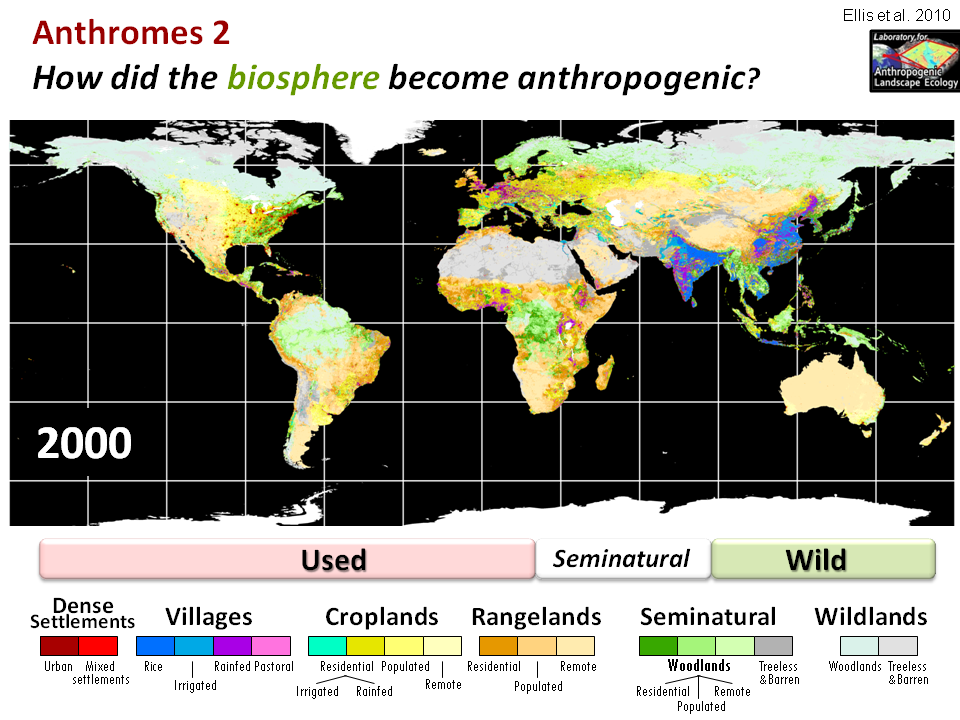 Ellis et al. 2010
Anthromes 2
How did the biosphere become anthropogenic?
Laboratory for
Anthropogenic
Landscape Ecology
2000
Used
Seminatural
Wild
Dense
Settlements
Villages
Croplands
Rangelands
Seminatural
Wildlands
Urban
Mixed
settlements
Rice
Irrigated
Rainfed
Pastoral
Residential
Irrigated
Rainfed
Populated
Remote
Residential
Populated
Remote
Woodlands
Residential
Populated
Remote
Treeless
& Barren
Woodlands
Treeless
& Barren